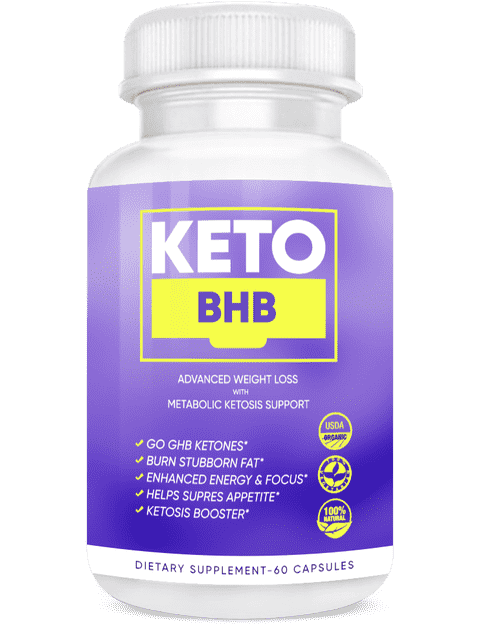 KETO
BHB
ADVANCED WEIGHT LOSS
WITH
METABOLIC KETOSIS SUPPORT
GO GHB KETONES*
BURN STUBBORN FAT*
ENHANCED ENERGY & FOCUS*
HELPS SUPRES APPETITE*
KETOSIS BOOSTER*
USDA
ORGANIC
100%
NATURAL
DIETARY SUPPLEMENT-60 CAPSULES